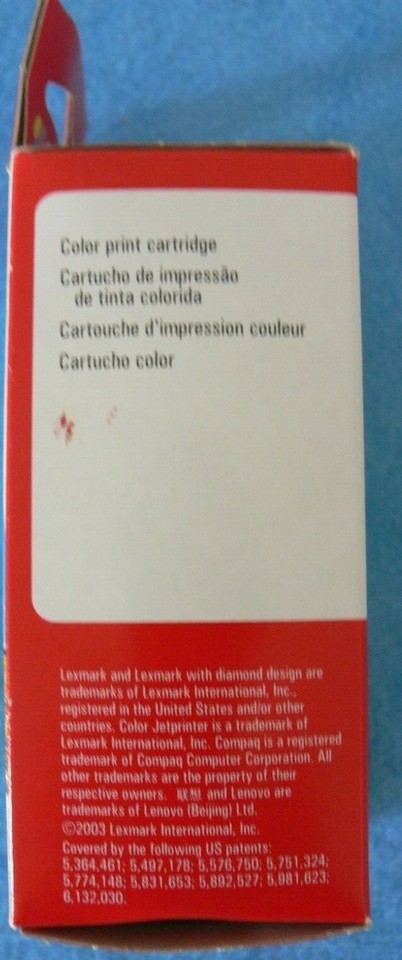 Color print cartridge
Cartucho de impressão
de tinta colorida
Cartouche d'impression couleur
Cartucho color
Lexmark and Lexmark with diamond design are
trademarks of Lexmark International, Inc.,
registered in the United States and/or other
countries. Color Jetprinter is a trademark of
Lexmark International, Inc. Compaq is a registered
trademark of Compaq Computer Corporation. All
other trademarks are the property of their
respective owners. 联想 and Lenovo are
trademarks of Lenovo (Beijing) Ltd.
©2003 Lexmark International, Inc.
Covered by the following US patents:
5,364,461; 5,497,178; 5,576,750; 5,751,324;
5,774,148; 5,831,653; 5,892,527; 5,981,623;
6,132,030.